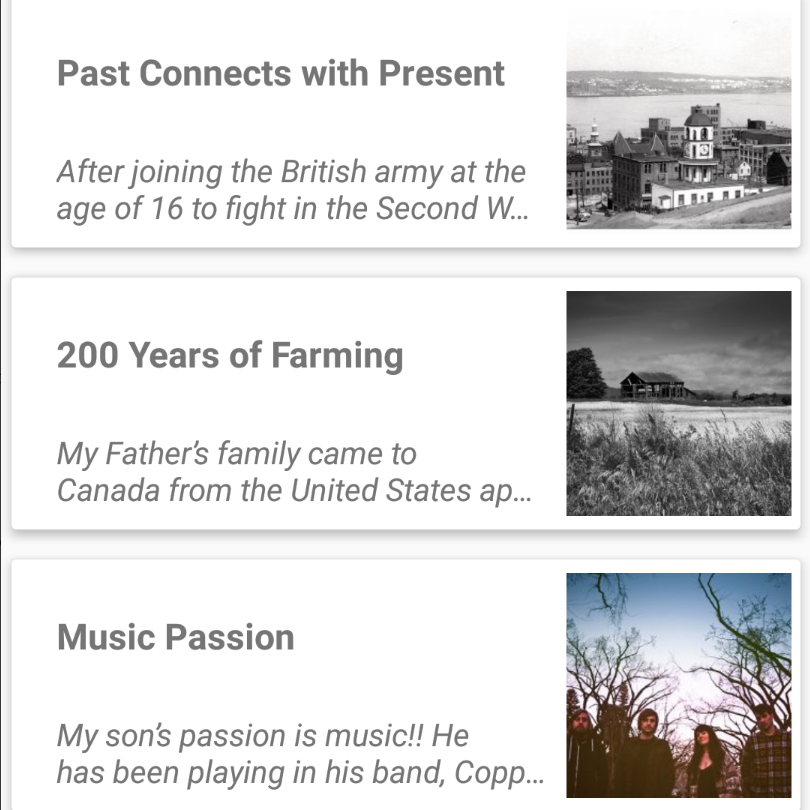 Past Connects with Present
After joining the British army at the
age of 16 to fight in the Second W...
200 Years of Farming
My Father's family came to
Canada from the United States ap...
Music Passion
My son's passion is music!! He
has been playing in his band, Copp...